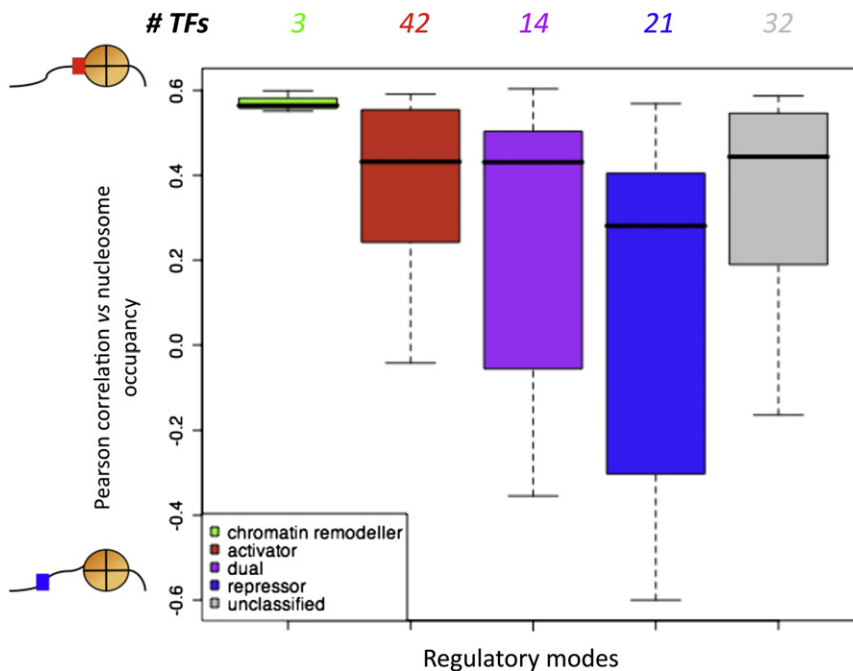 # TFs 3 42 14 21 32
Pearson correlation vs nucleosome
occupancy
0.6
0.4
0.2
0.0
-0.2
-0.4
-0.6
chromatin remodeller
activator
dual
repressor
unclassified
Regulatory modes